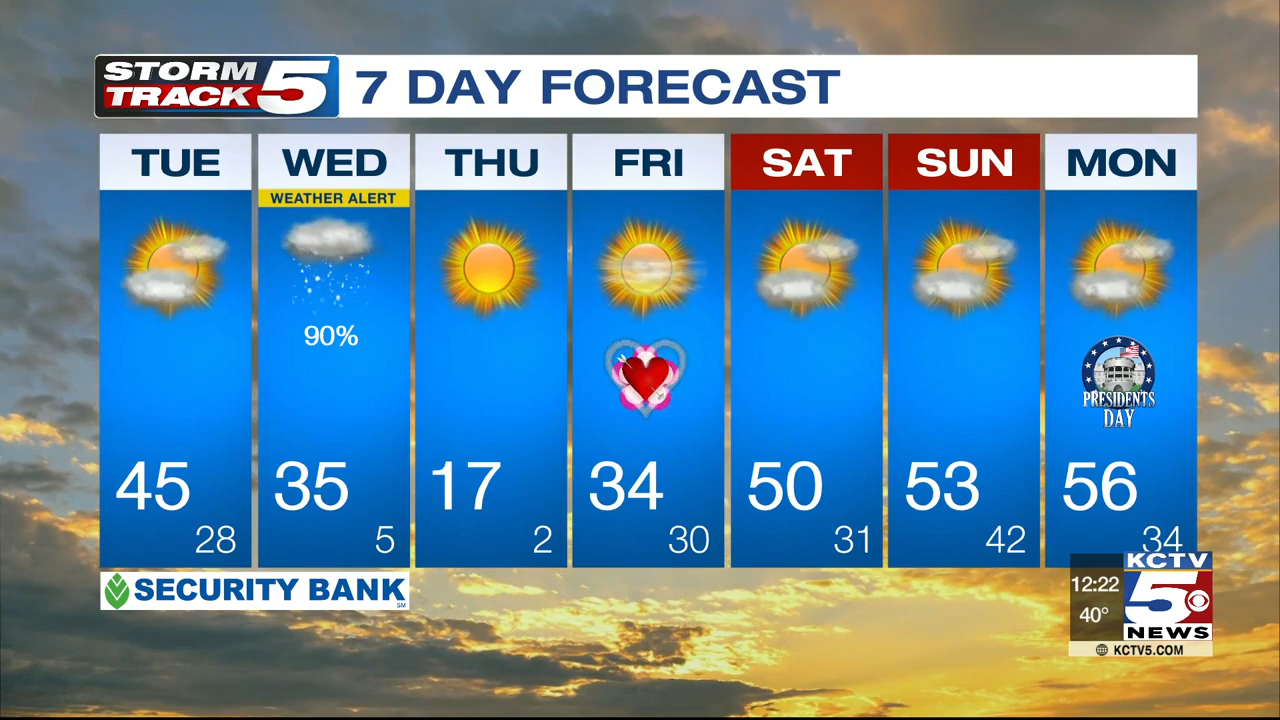 STORM TRACK 5
7 DAY FORECAST
TUE WED THU FRI SAT SUN MON
WEATHER ALERT
90%
PRESIDENTS
DAY
45 35 17 34 50 53 56
28 5 2 30 31 42 34
SECURITY BANK SM
12:22
40°
KCTV
5
NEWS
KCTV5.COM